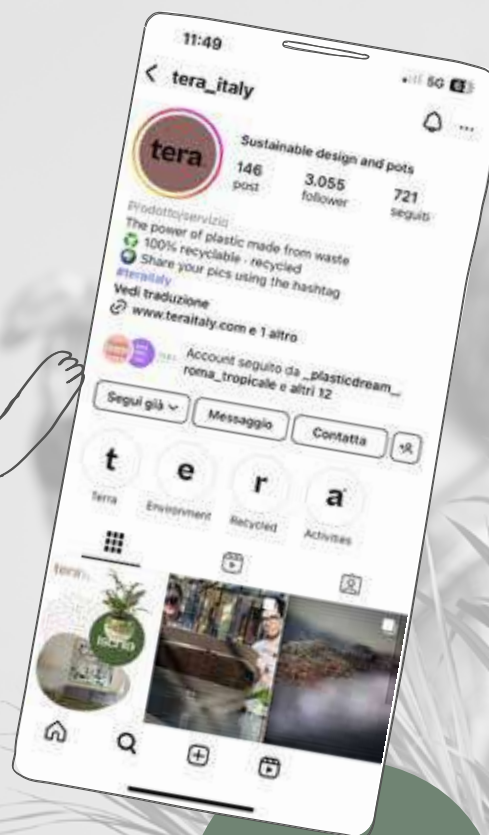 11:49
5G
tera_italy
tera
Sustainable design and pots
146
post
3.055
follower
721
seguiti
Prodotto/servizio
The power of plastic made from waste
100% recyclable - recycled
Share your pics using the hashtag
#teraitaly
Vedi traduzione
www.teraitaly.com e 1 altro
Account seguito da _plasticdream_
roma_tropicale e altri 12
Segui già
Messaggio
Contatta
t
e
r
a
Terra
Environment
Recycled
Activities